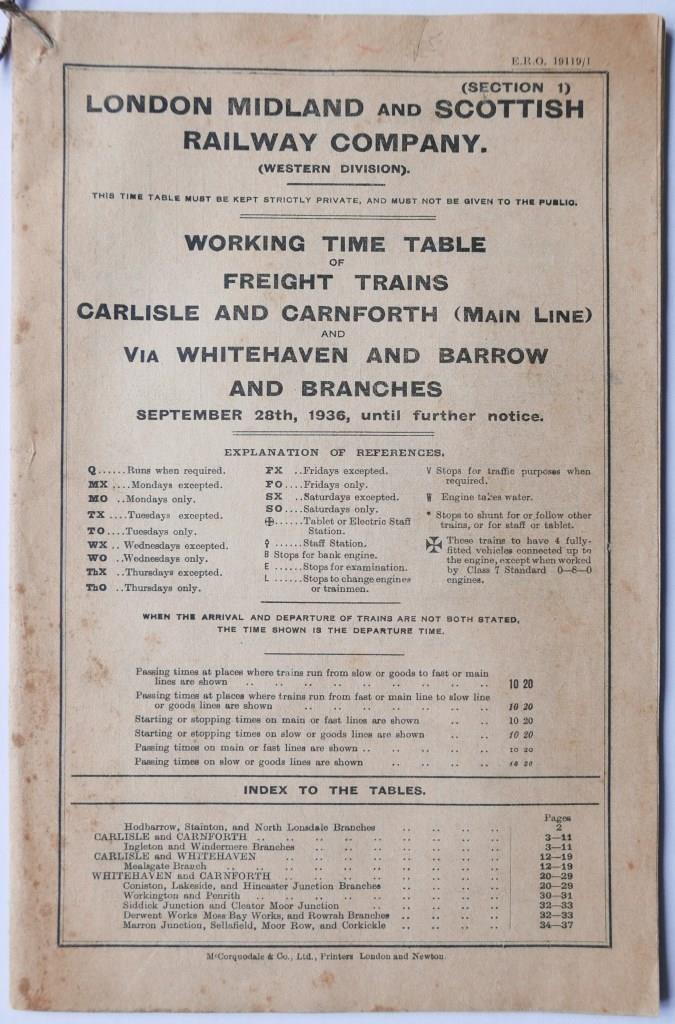 E.R.O. 19119/1
(SECTION 1)
LONDON MIDLAND AND SCOTTISH
RAILWAY COMPANY.
(WESTERN DIVISION).
THIS TIME TABLE MUST BE KEPT STRICTLY PRIVATE, AND MUST NOT BE GIVEN TO THE PUBLIC.
WORKING TIME TABLE
OF
FREIGHT TRAINS
CARLISLE AND CARNFORTH (MAIN LINE)
AND
VIA WHITEHAVEN AND BARROW
AND BRANCHES
SEPTEMBER 28th, 1936, until further notice.
EXPLANATION OF REFERENCES.
Q ...... Runs when required.
MX .... Mondays excepted.
MO .. Mondays only.
TX .... Tuesdays excepted.
TO .... Tuesdays only.
WX .. Wednesdays excepted.
WO .. Wednesdays only.
ThX .. Thursdays excepted.
ThO .. Thursdays only.
FX .. Fridays excepted.
FO .... Fridays only.
SX .. Saturdays excepted.
SO .... Saturdays only.
...... Tablet or Electric Staff
Station.
...... Staff Station.
B Stops for bank engine.
E ...... Stops for examination.
L ...... Stops to change engines
or trainmen.
V Stops for traffic purposes when
required.
W Engine takes water.
* Stops to shunt for or follow other
trains, or for staff or tablet.
✠ These trains to have 4 fully-
fitted vehicles connected up to
the engine, except when worked
by Class 7 Standard 0—8—0
engines.
WHEN THE ARRIVAL AND DEPARTURE OF TRAINS ARE NOT BOTH STATED,
THE TIME SHOWN IS THE DEPARTURE TIME.
Passing times at places where trains run from slow or goods to fast or main
lines are shown .. .. .. .. .. .. .. .. .. 10 20
Passing times at places where trains run from fast or main line to slow line
or goods lines are shown .. .. .. .. .. .. .. 10 20
Starting or stopping times on main or fast lines are shown .. .. 10 20
Starting or stopping times on slow or goods lines are shown .. .. 10 20
Passing times on main or fast lines are shown .. .. .. .. .. 10 20
Passing times on slow or goods lines are shown .. .. .. .. 10 20
INDEX TO THE TABLES.
Pages
Hodbarrow, Stainton, and North Lonsdale Branches .. .. .. .. 2
CARLISLE and CARNFORTH .. .. .. .. .. .. .. .. .. 3—11
Ingleton and Windermere Branches .. .. .. .. .. .. .. 3—11
CARLISLE and WHITEHAVEN .. .. .. .. .. .. .. .. 12—19
Mealsgate Branch .. .. .. .. .. .. .. .. .. .. 12—19
WHITEHAVEN and CARNFORTH .. .. .. .. .. .. .. .. 20—29
Coniston, Lakeside, and Hincaster Junction Branches .. .. .. .. 20—29
Workington and Penrith .. .. .. .. .. .. .. .. .. 30—31
Siddick Junction and Cleator Moor Junction .. .. .. .. .. 32—33
Derwent Works Moss Bay Works, and Rowrah Branches .. .. .. .. 32—33
Marron Junction, Sellafield, Moor Row, and Corkickle .. .. .. .. 34—37
McCorquodale & Co., Ltd., Printers London and Newton.